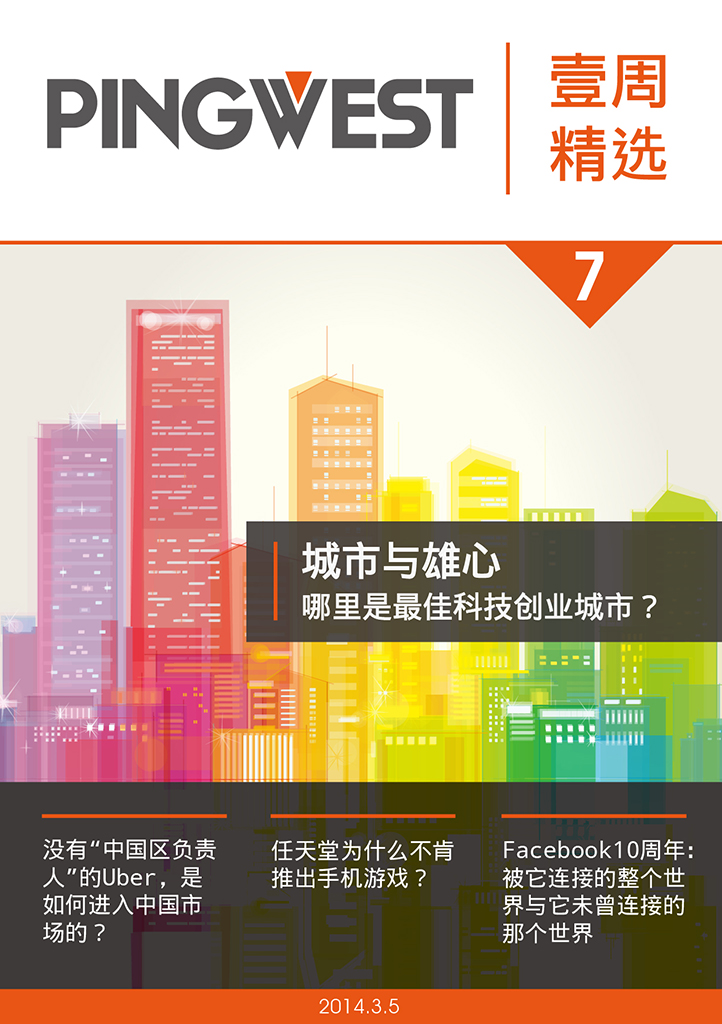 PINGWEST
壹周
精选
7
城市与雄心
哪里是最佳科技创业城市？
没有“中国区负责
人”的Uber，是
如何进入中国市
场的？
任天堂为什么不肯
推出手机游戏？
Facebook10周年：
被它连接的整个世
界与它未曾连接的
那个世界
2014.3.5